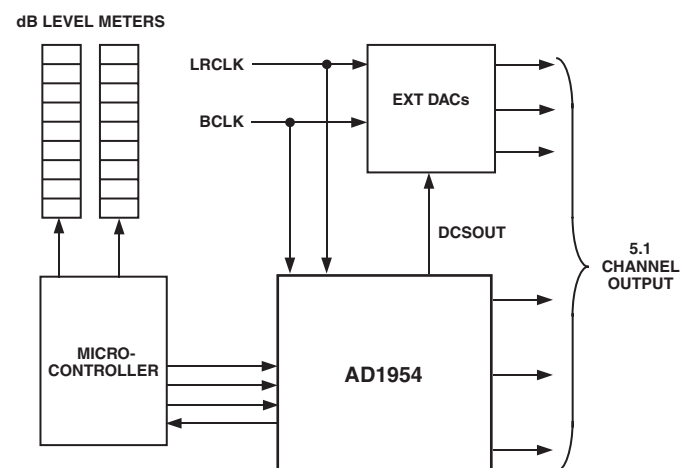 dB LEVEL METERS
LRCLK
BCLK
EXT DACs
DCSOUT
5.1
CHANNEL
OUTPUT
MICRO-
CONTROLLER
AD1954